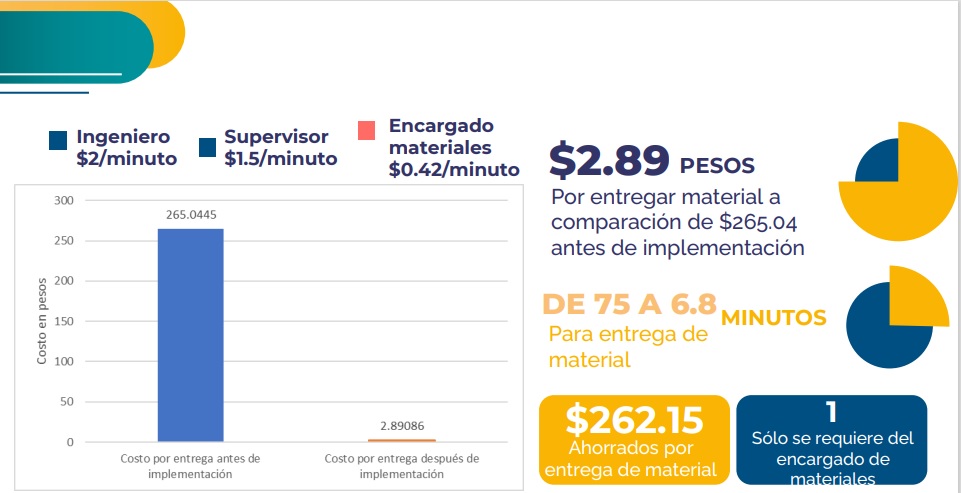 Ingeniero
$2/minuto
Supervisor
$1.5/minuto
Encargado
materiales
$0.42/minuto
300
250
200
150
100
50
0
Costo en pesos
265.0445
2.89086
Costo por entrega antes de
implementación
Costo por entrega después de
implementación
$2.89 PESOS
Por entregar material a
comparación de $265.04
antes de implementación
DE 75 A 6.8 MINUTOS
Para entrega de
material
$262.15
Ahorrados por
entrega de material
1
Sólo se requiere del
encargado de
materiales